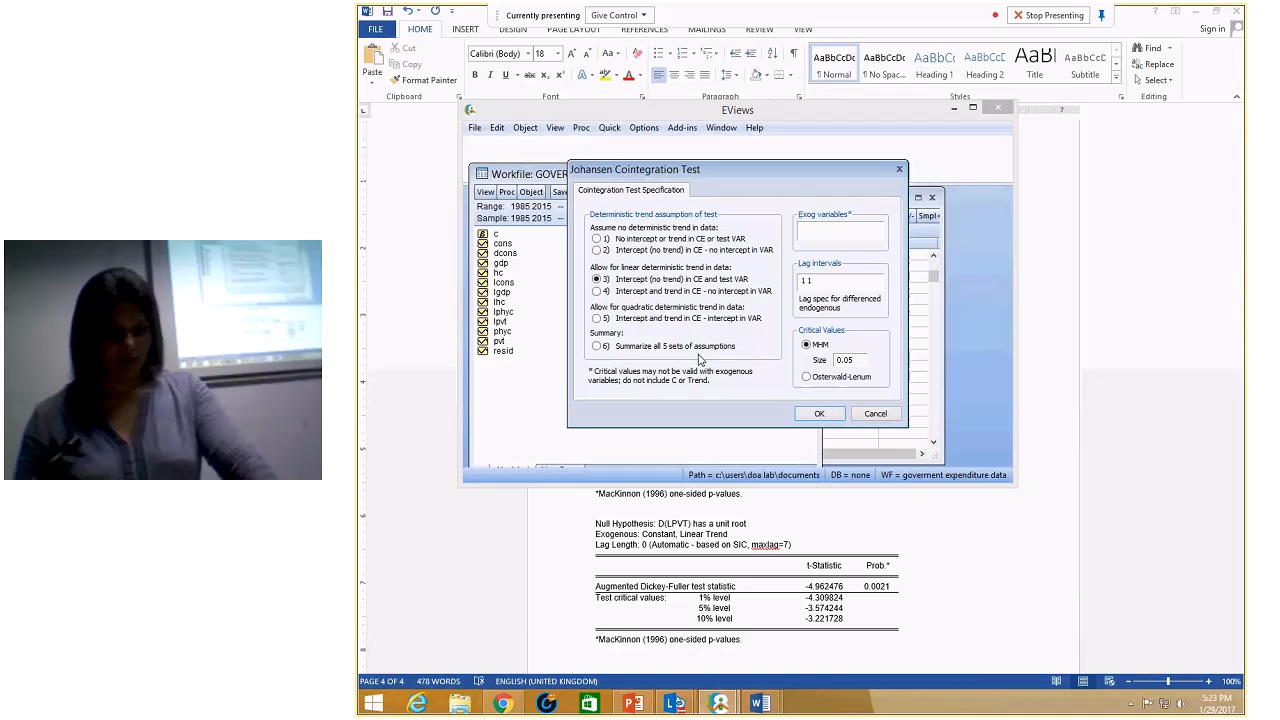 Currently presenting
Give Control
Stop Presenting
FILE
HOME
INSERT
DESIGN
PAGE LAYOUT
REFERENCES
MAILINGS
REVIEW
VIEW
Sign in
Paste
Cut
Copy
Format Painter
Calibri (Body)
18
AaBbCcDc
AaBbCcDc
AaBbCc
AaBbCcC
AaBl
AaBbCcD
¶ Normal
¶ No Spac...
Heading 1
Heading 2
Title
Subtitle
Find
Replace
Select
Clipboard
Font
Paragraph
Styles
Editing
EViews
File Edit Object View Proc Quick Options Add-ins Window Help
Workfile: GOVER
View Proc Object Save
Range: 1985 2015 --
Sample: 1985 2015 --
c
cons
dcons
gdp
hc
lcons
lgdp
lhc
lphyc
lpvt
phyc
pvt
resid
Johansen Cointegration Test
Cointegration Test Specification
Deterministic trend assumption of test
Assume no deterministic trend in data:
1) No intercept or trend in CE or test VAR
2) Intercept (no trend) in CE - no intercept in VAR
Allow for linear deterministic trend in data:
3) Intercept (no trend) in CE and test VAR
4) Intercept and trend in CE - no intercept in VAR
Allow for quadratic deterministic trend in data:
5) Intercept and trend in CE - intercept in VAR
Summary:
6) Summarize all 5 sets of assumptions
* Critical values may not be valid with exogenous
variables; do not include C or Trend.
Exog variables*
Lag intervals
1 1
Lag spec for differenced
endogenous
Critical Values
MHM
Size 0.05
Osterwald-Lenum
OK
Cancel
Smpl
Path = c:\users\doa lab\documents DB = none WF = goverment expenditure data
*MacKinnon (1996) one-sided p-values.
Null Hypothesis: D(LPVT) has a unit root
Exogenous: Constant, Linear Trend
Lag Length: 0 (Automatic - based on SIC, maxlag=7)
t-Statistic Prob.*
Augmented Dickey-Fuller test statistic -4.962476 0.0021
Test critical values: 1% level -4.309824
5% level -3.574244
10% level -3.221728
*MacKinnon (1996) one-sided p-values.
PAGE 4 OF 4 478 WORDS ENGLISH (UNITED KINGDOM) 100%
5:23 PM
1/29/2017